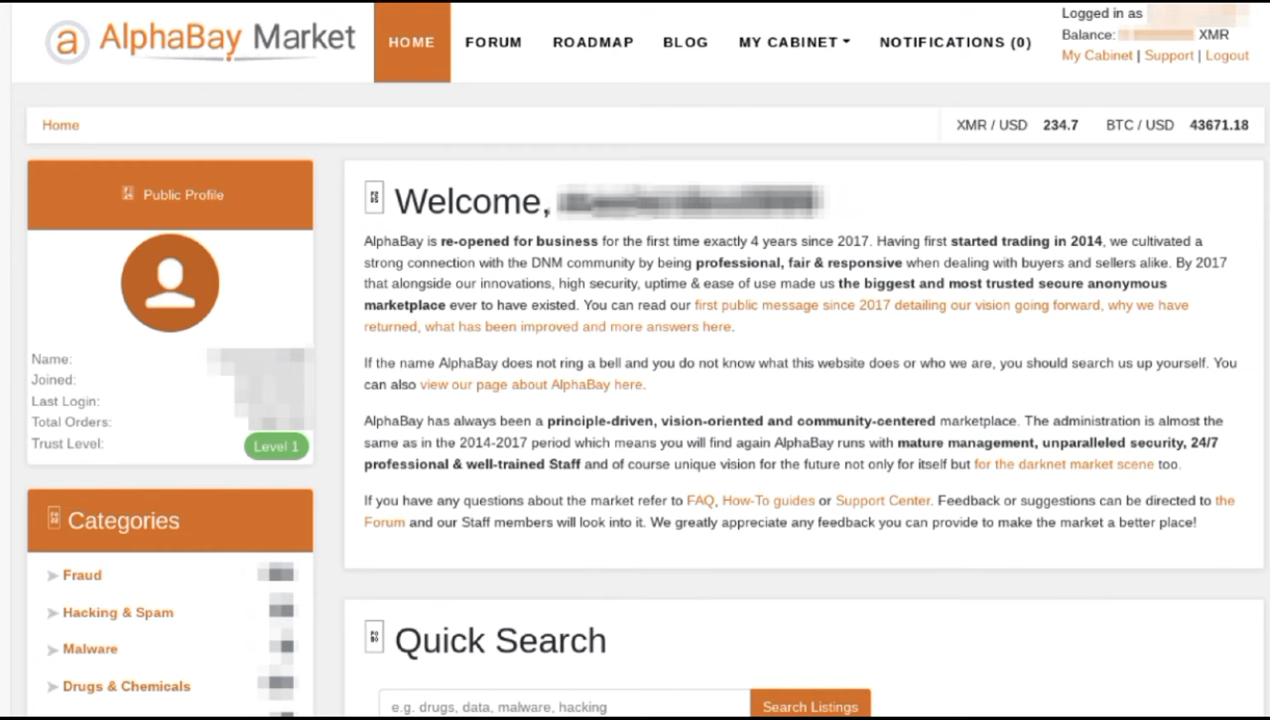 a AlphaBay Market
HOME FORUM ROADMAP BLOG MY CABINET NOTIFICATIONS (0)
Logged in as
Balance: XMR
My Cabinet | Support | Logout
Home
XMR / USD 234.7 BTC / USD 43671.18
Public Profile
Name:
Joined:
Last Login:
Total Orders:
Trust Level: Level 1
Categories
Fraud
Hacking & Spam
Malware
Drugs & Chemicals
Welcome,
AlphaBay is re-opened for business for the first time exactly 4 years since 2017. Having first started trading in 2014, we cultivated a
strong connection with the DNM community by being professional, fair & responsive when dealing with buyers and sellers alike. By 2017
that alongside our innovations, high security, uptime & ease of use made us the biggest and most trusted secure anonymous
marketplace ever to have existed. You can read our first public message since 2017 detailing our vision going forward, why we have
returned, what has been improved and more answers here.
If the name AlphaBay does not ring a bell and you do not know what this website does or who we are, you should search us up yourself. You
can also view our page about AlphaBay here.
AlphaBay has always been a principle-driven, vision-oriented and community-centered marketplace. The administration is almost the
same as in the 2014-2017 period which means you will find again AlphaBay runs with mature management, unparalleled security, 24/7
professional & well-trained Staff and of course unique vision for the future not only for itself but for the darknet market scene too.
If you have any questions about the market refer to FAQ, How-To guides or Support Center. Feedback or suggestions can be directed to the
Forum and our Staff members will look into it. We greatly appreciate any feedback you can provide to make the market a better place!
Quick Search
e.g. drugs, data, malware, hacking
Search Listings